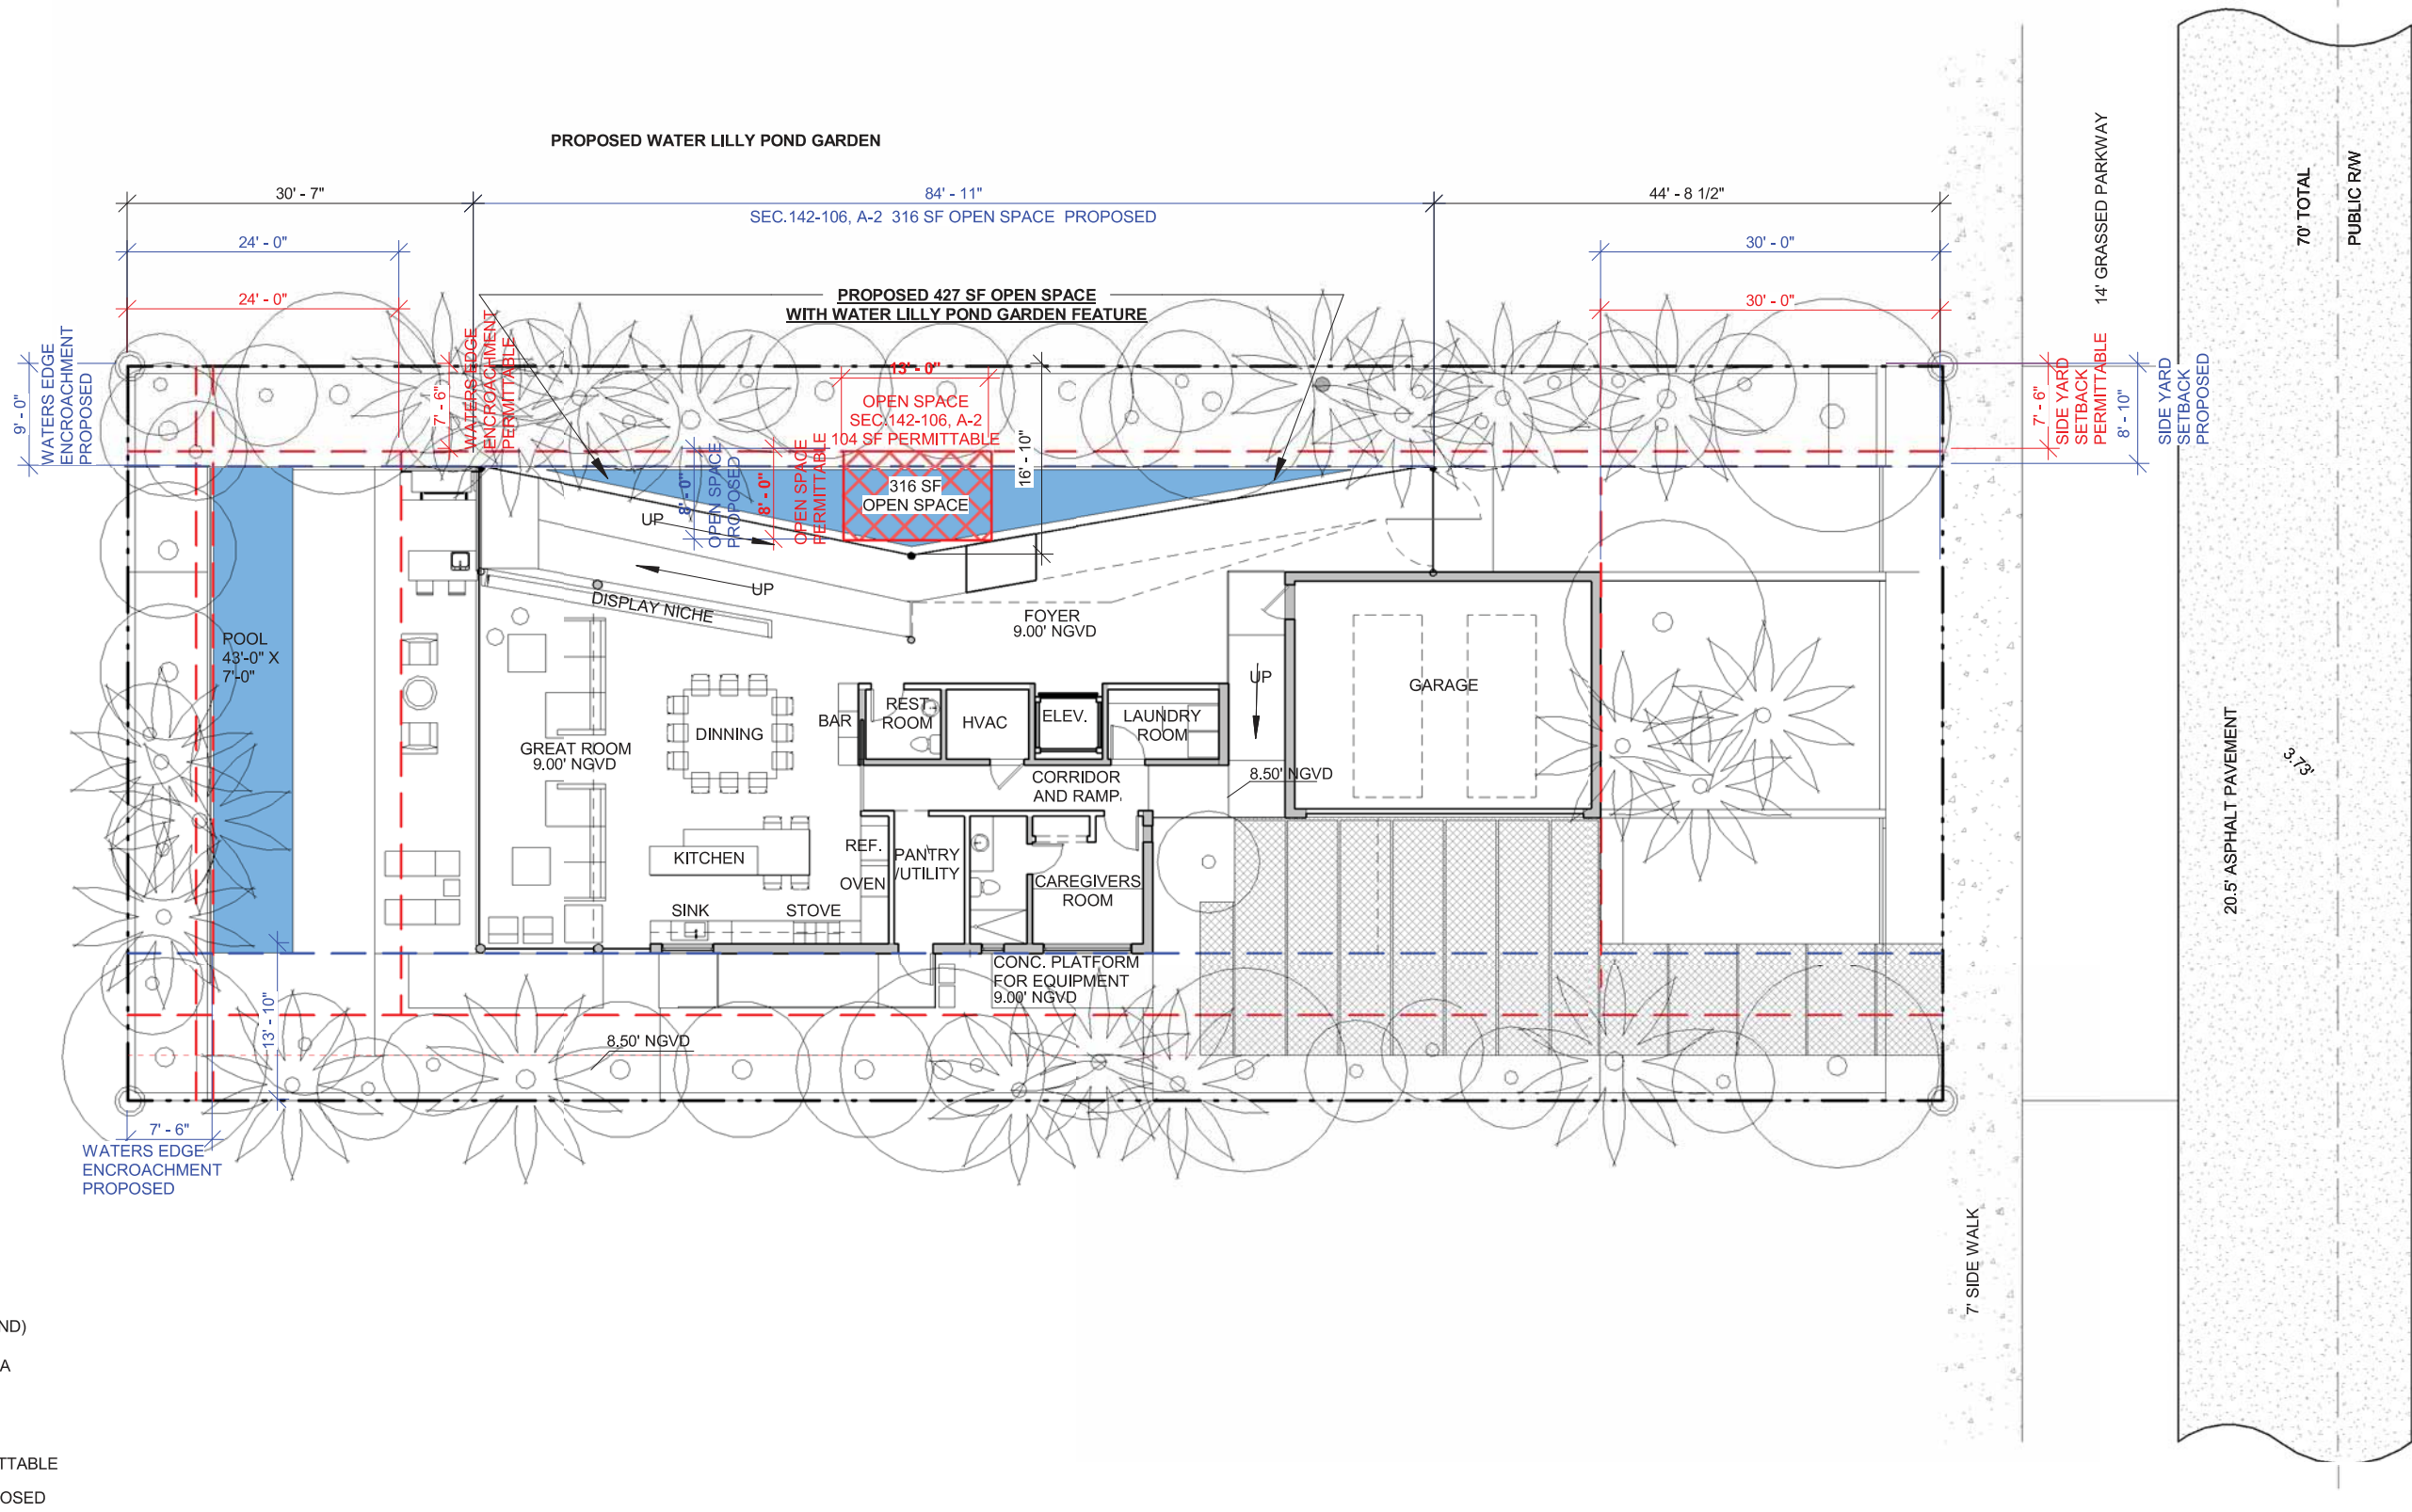 PROPOSED WATER LILLY POND GARDEN
30' - 7"
84' - 11"
44' - 8 1/2"
SEC.142-106, A-2  316 SF OPEN SPACE  PROPOSED
24' - 0"
30' - 0"
24' - 0"
30' - 0"
PROPOSED 427 SF OPEN SPACE
WITH WATER LILLY POND GARDEN FEATURE
9' - 0"
WATERS EDGE
ENCROACHMENT
PROPOSED
7' - 6"
WATERS EDGE
ENCROACHMENT
PERMITTABLE
13' - 0"
OPEN SPACE
SEC.142-106, A-2
104 SF PERMITTABLE
316 SF
OPEN SPACE
8' - 0"
OPEN SPACE
PROPOSED
8' - 0"
OPEN SPACE
PERMITTABLE
16' - 10"
7' - 6"
SIDE YARD
SETBACK
PERMITTABLE
8' - 10"
SIDE YARD
SETBACK
PROPOSED
14' GRASSED PARKWAY
70' TOTAL
PUBLIC R/W
UP
UP
DISPLAY NICHE
FOYER
9.00' NGVD
POOL
43'-0" X
7'-0"
GREAT ROOM
9.00' NGVD
DINNING
BAR
REST
ROOM
HVAC
ELEV.
LAUNDRY
ROOM
UP
GARAGE
CORRIDOR
AND RAMP.
8.50' NGVD
KITCHEN
REF.
OVEN
PANTRY
/UTILITY
CAREGIVERS
ROOM
SINK
STOVE
CONC. PLATFORM
FOR EQUIPMENT
9.00' NGVD
8.50' NGVD
13' - 10"
7' - 6"
WATERS EDGE
ENCROACHMENT
PROPOSED
20.5' ASPHALT PAVEMENT
3.73'
7' SIDE WALK
ND)
A
TTABLE
OSED